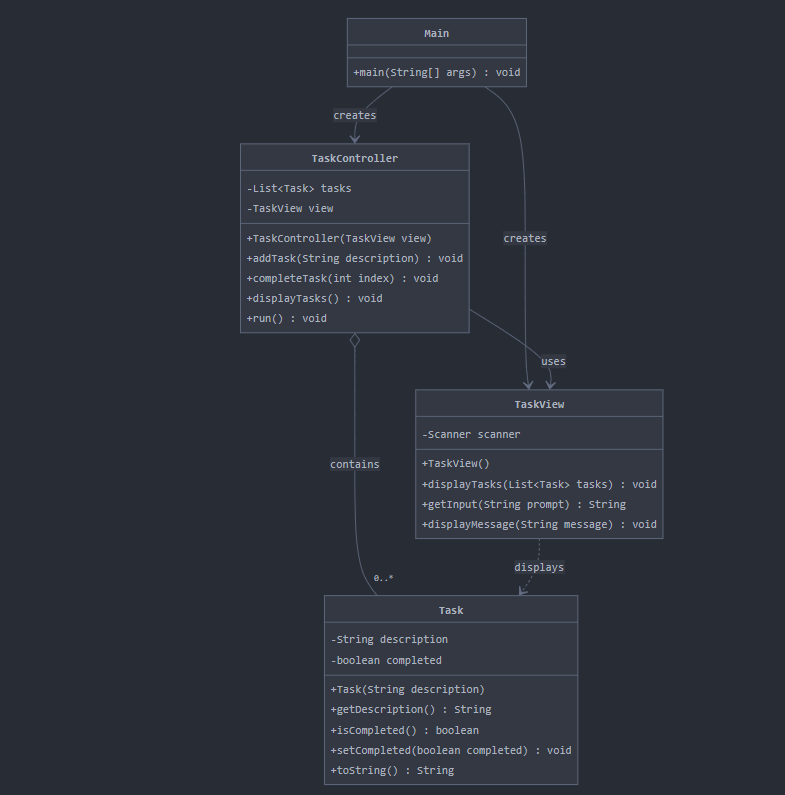 Main
+main(String[] args) : void
creates
TaskController
-List<Task> tasks
-TaskView view
+TaskController(TaskView view)
+addTask(String description) : void
+completeTask(int index) : void
+displayTasks() : void
+run() : void
creates
uses
TaskView
-Scanner scanner
+TaskView()
+displayTasks(List<Task> tasks) : void
+getInput(String prompt) : String
+displayMessage(String message) : void
contains
displays
0..*
Task
-String description
-boolean completed
+Task(String description)
+getDescription() : String
+isCompleted() : boolean
+setCompleted(boolean completed) : void
+toString() : String